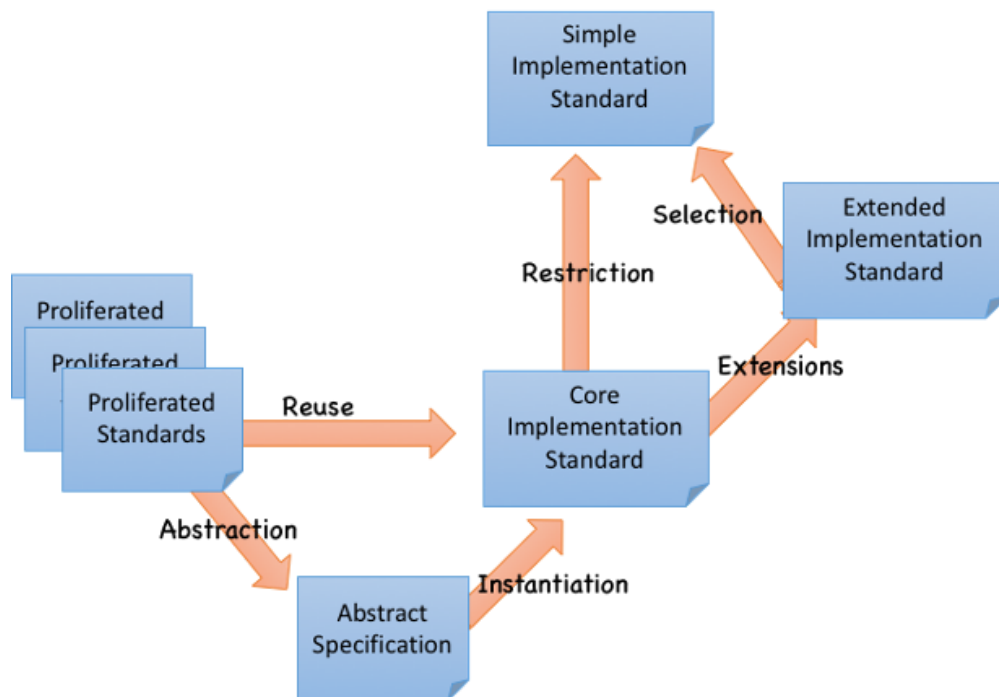 Simple
Implementation
Standard
Selection
Extended
Implementation
Standard
Restriction
Proliferated
Proliferated
Proliferated
Standards
Reuse
Extensions
Core
Implementation
Standard
Abstraction
Instantiation
Abstract
Specification